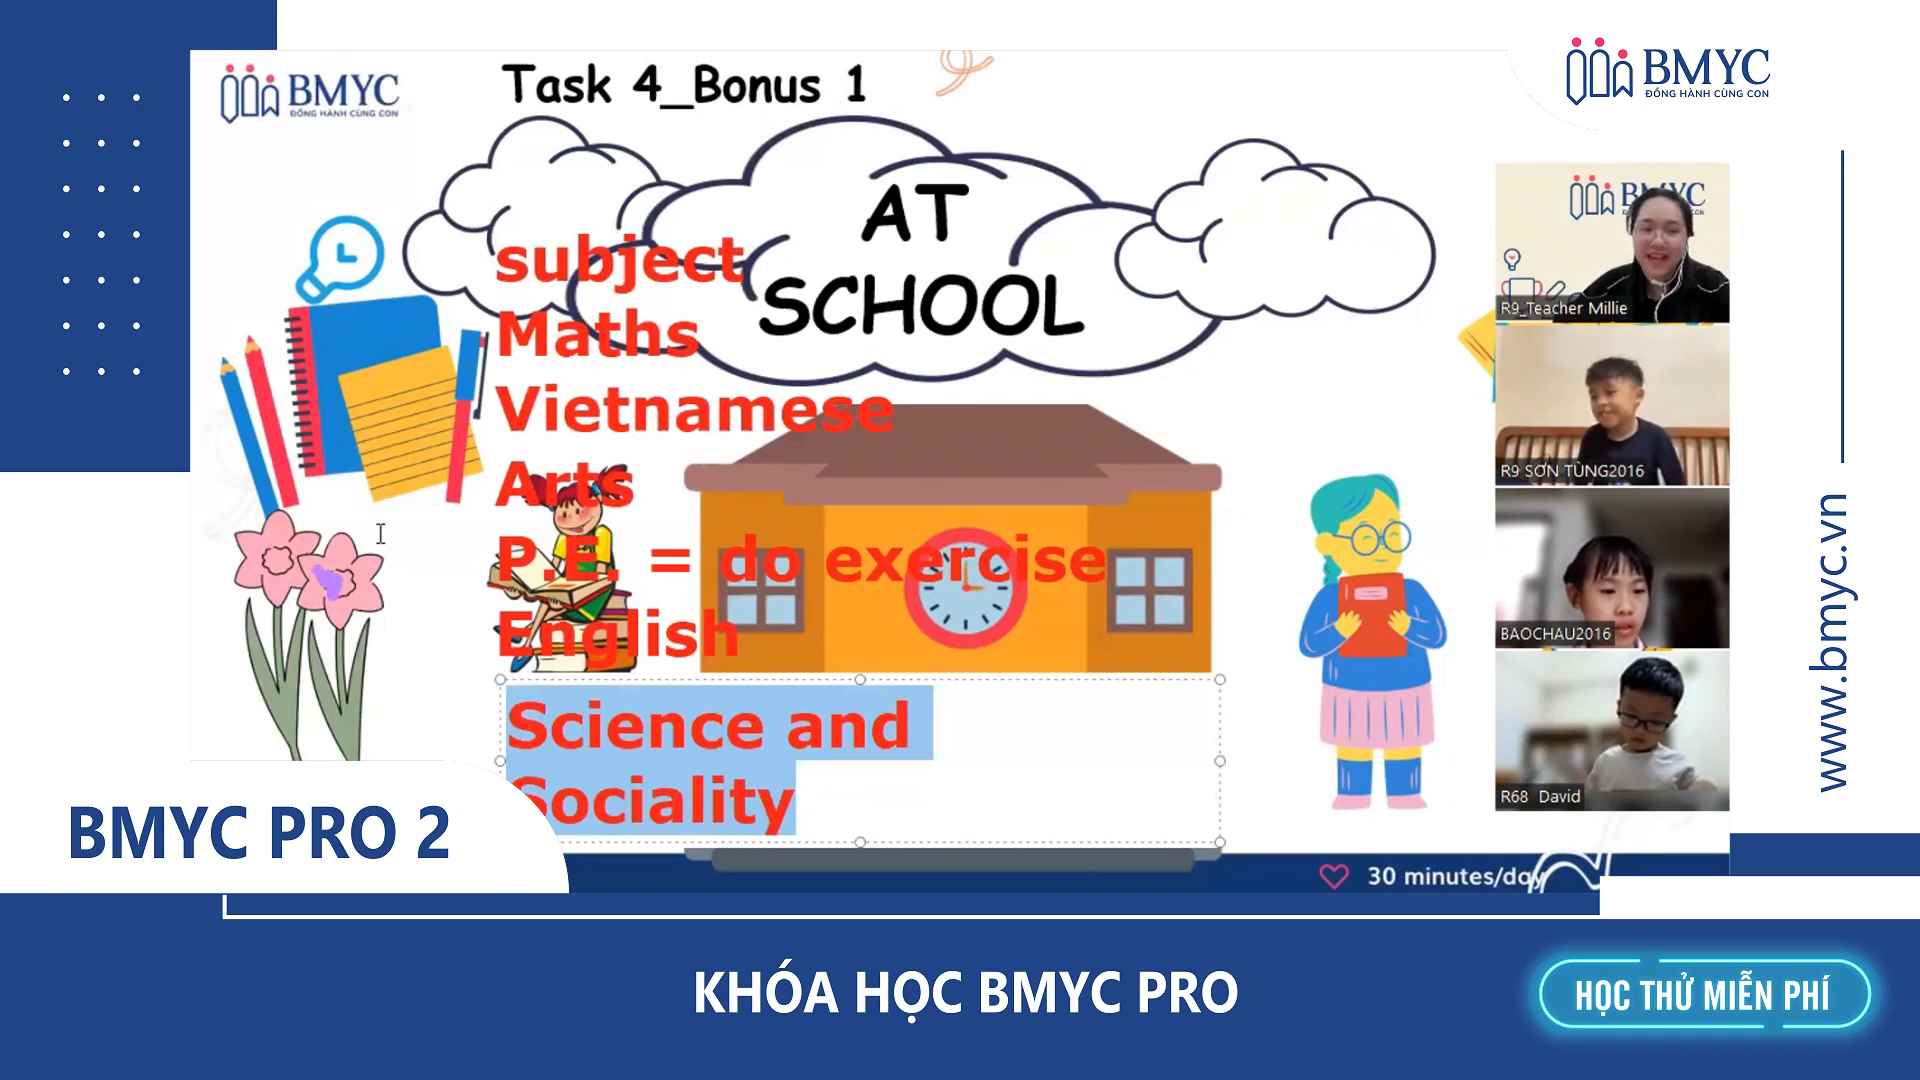 BMYC
ĐỒNG HÀNH CÙNG CON
Task 4_Bonus 1
BMYC
ĐỒNG HÀNH CÙNG CON
AT
SCHOOL
subject
Maths
Vietnamese
Arts
P.E. = do exercise
English
Science and
Sociality
BMYC
R9_Teacher Millie
R9 SƠN TÙNG2016
BAOCHAU2016
R68 David
www.bmyc.vn
30 minutes/day
BMYC PRO 2
KHÓA HỌC BMYC PRO
HỌC THỬ MIỄN PHÍ